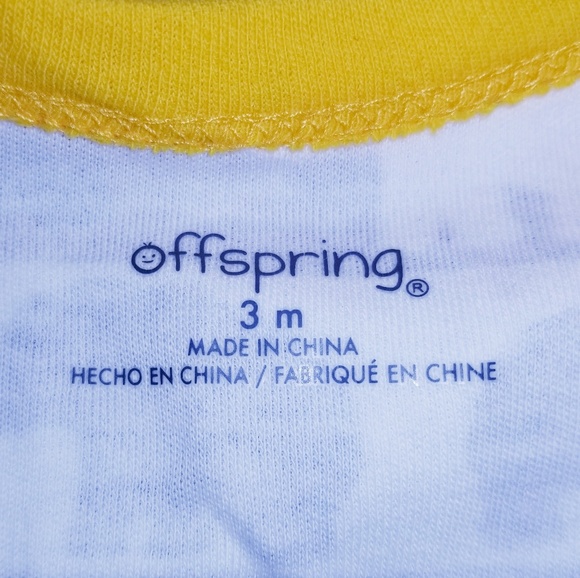 offspring®
3 m
MADE IN CHINA
HECHO EN CHINA / FABRIQUÉ EN CHINE